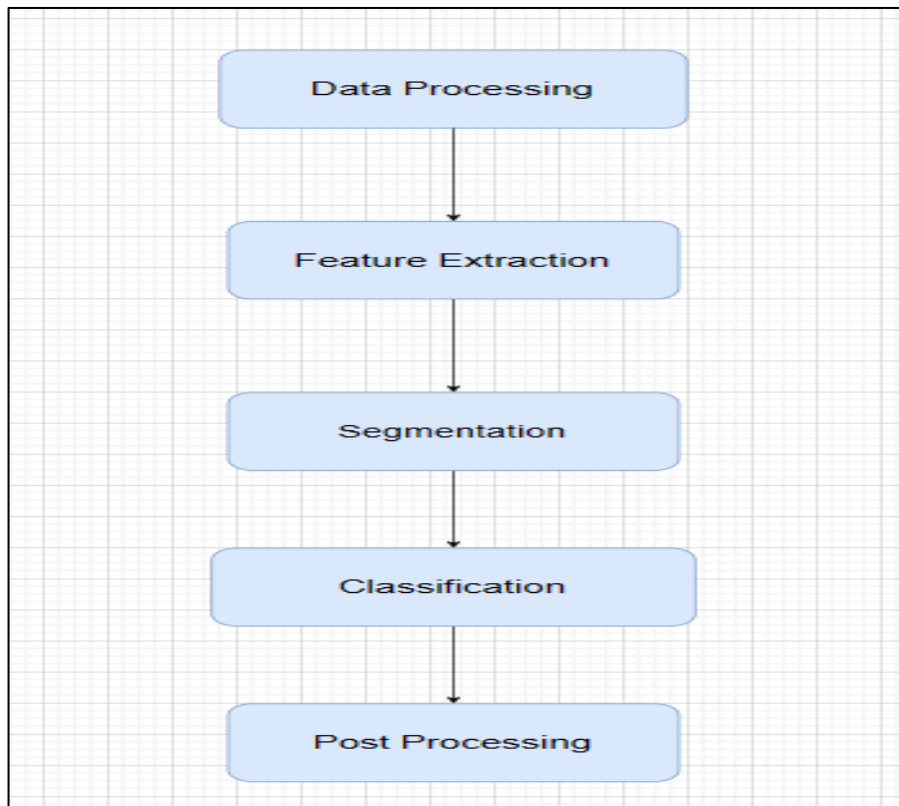 Data Processing
Feature Extraction
Segmentation
Classification
Post Processing